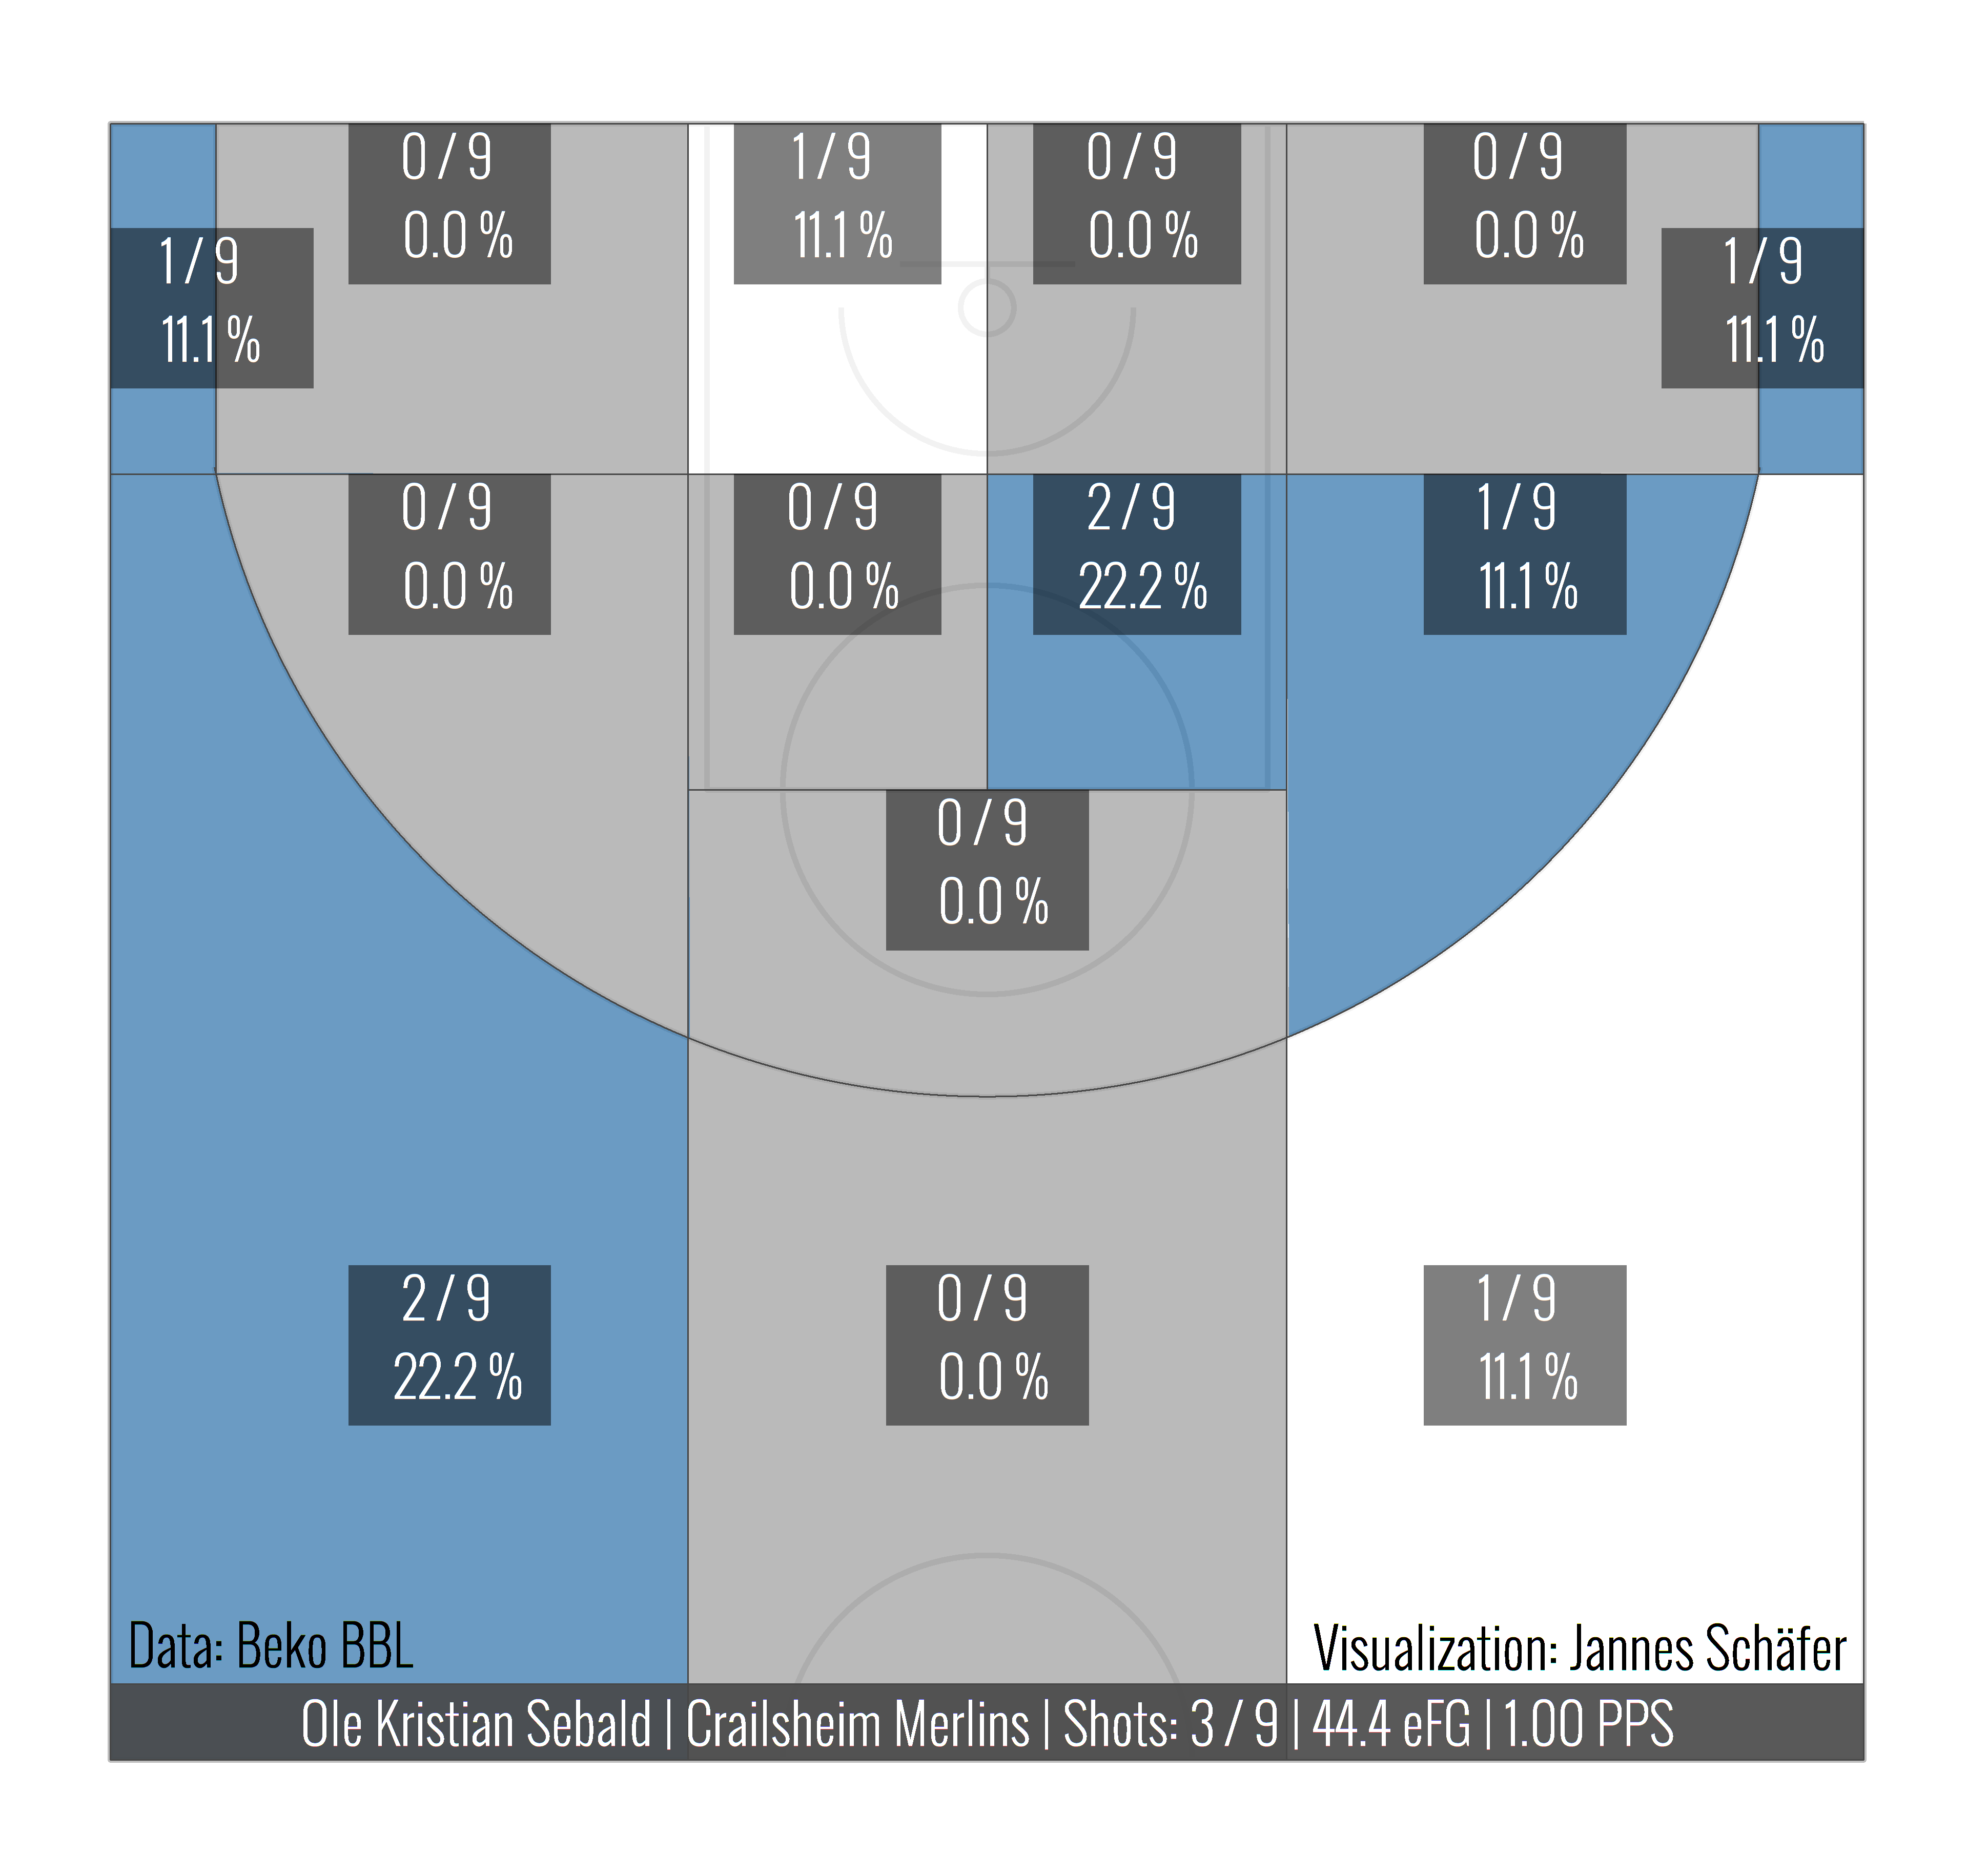 0 / 9
0.0 %
1 / 9
11.1 %
0 / 9
0.0 %
0 / 9
0.0 %
1 / 9
11.1 %
1 / 9
11.1 %
0 / 9
0.0 %
0 / 9
0.0 %
2 / 9
22.2 %
1 / 9
11.1 %
0 / 9
0.0 %
2 / 9
22.2 %
0 / 9
0.0 %
1 / 9
11.1 %
Data: Beko BBL
Visualization: Jannes Schäfer
Ole Kristian Sebald | Crailsheim Merlins | Shots: 3 / 9 | 44.4 eFG | 1.00 PPS